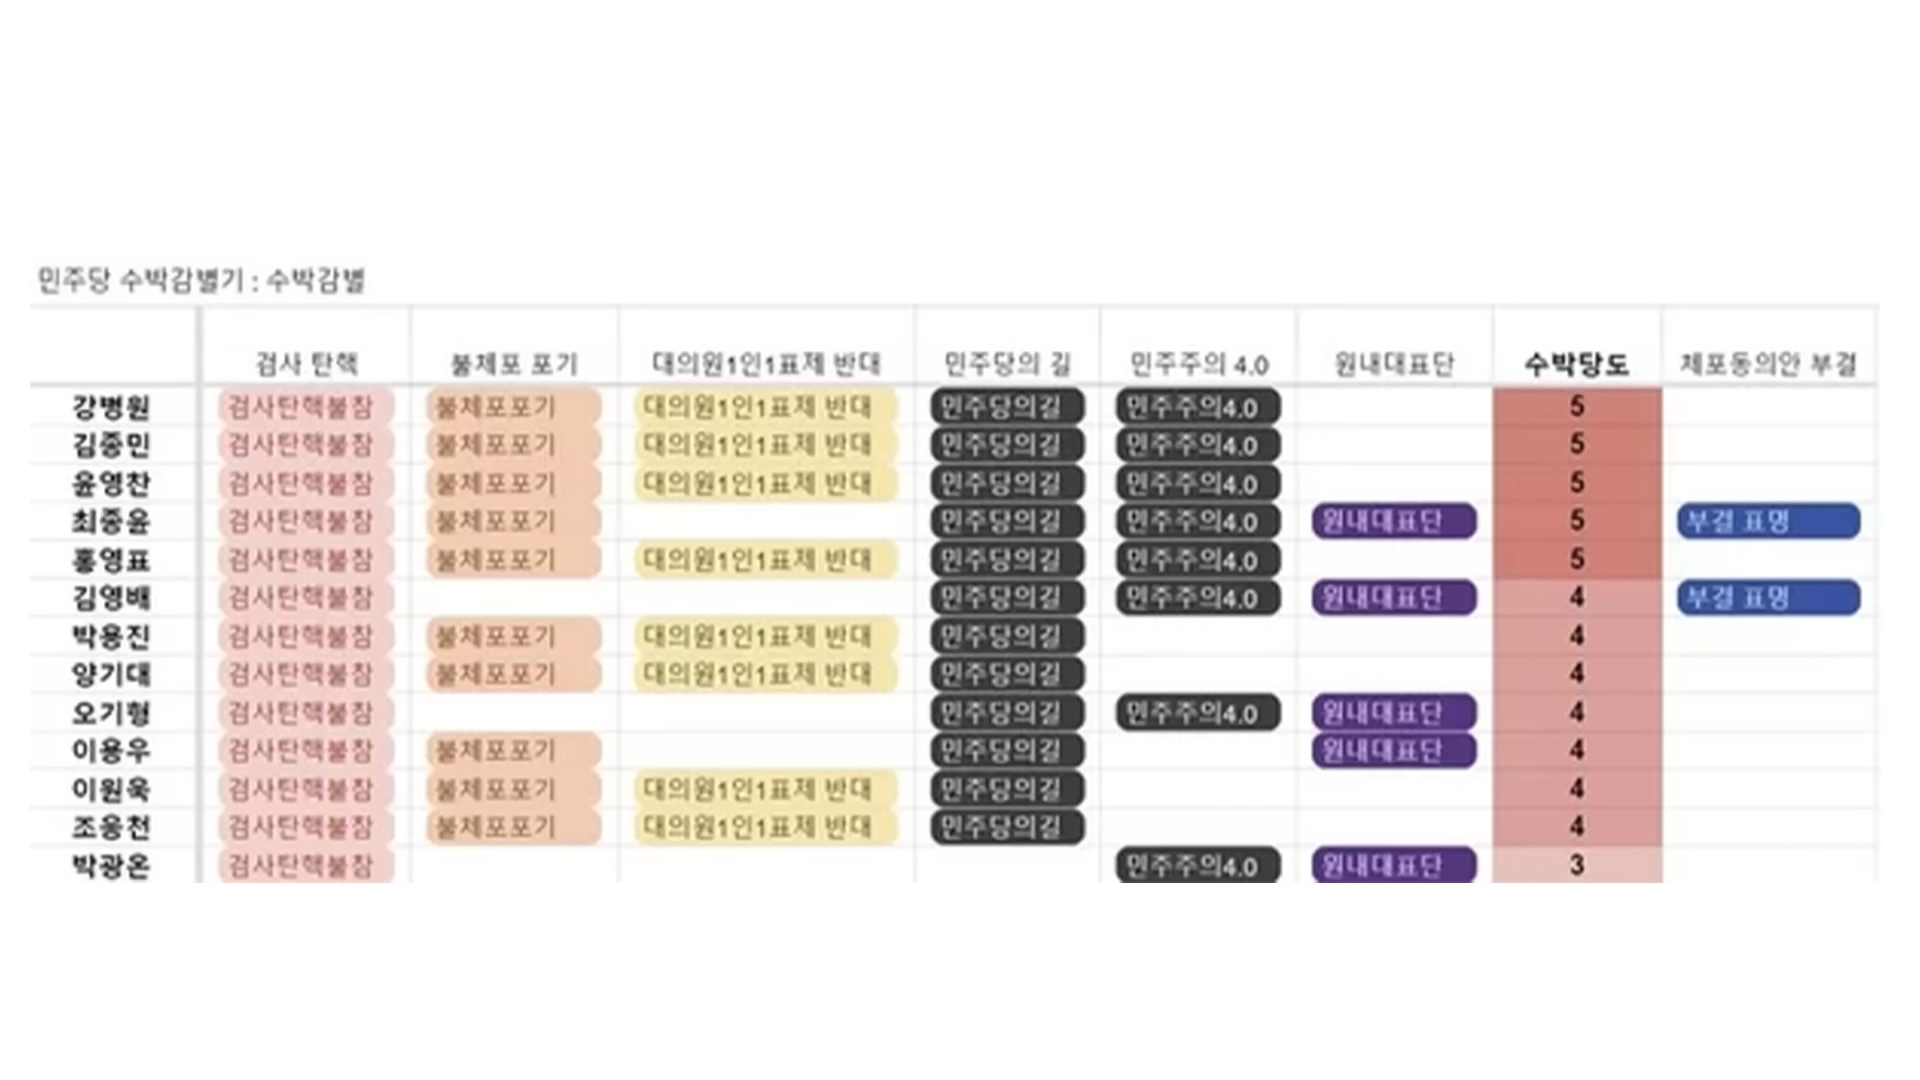 민주당 수박감별기 : 수박감별
검사 탄핵 불체포 포기 대의원1인1표제 반대 민주당의 길 민주주의 4.0 원내대표단 수박당도 체포동의안 부결
강병원 검사탄핵불참 불체포포기 대의원1인1표제 반대 민주당의길 민주주의4.0 5
김종민 검사탄핵불참 불체포포기 대의원1인1표제 반대 민주당의길 민주주의4.0 5
윤영찬 검사탄핵불참 불체포포기 대의원1인1표제 반대 민주당의길 민주주의4.0 5
최종윤 검사탄핵불참 불체포포기 민주당의길 민주주의4.0 원내대표단 5 부결 표명
홍영표 검사탄핵불참 불체포포기 대의원1인1표제 반대 민주당의길 민주주의4.0 5
김영배 검사탄핵불참 민주당의길 민주주의4.0 원내대표단 4 부결 표명
박용진 검사탄핵불참 불체포포기 대의원1인1표제 반대 민주당의길 4
양기대 검사탄핵불참 불체포포기 대의원1인1표제 반대 민주당의길 4
오기형 검사탄핵불참 민주당의길 민주주의4.0 원내대표단 4
이용우 검사탄핵불참 불체포포기 민주당의길 원내대표단 4
이원욱 검사탄핵불참 불체포포기 대의원1인1표제 반대 민주당의길 4
조응천 검사탄핵불참 불체포포기 대의원1인1표제 반대 민주당의길 4
박광온 검사탄핵불참 민주주의4.0 원내대표단 3